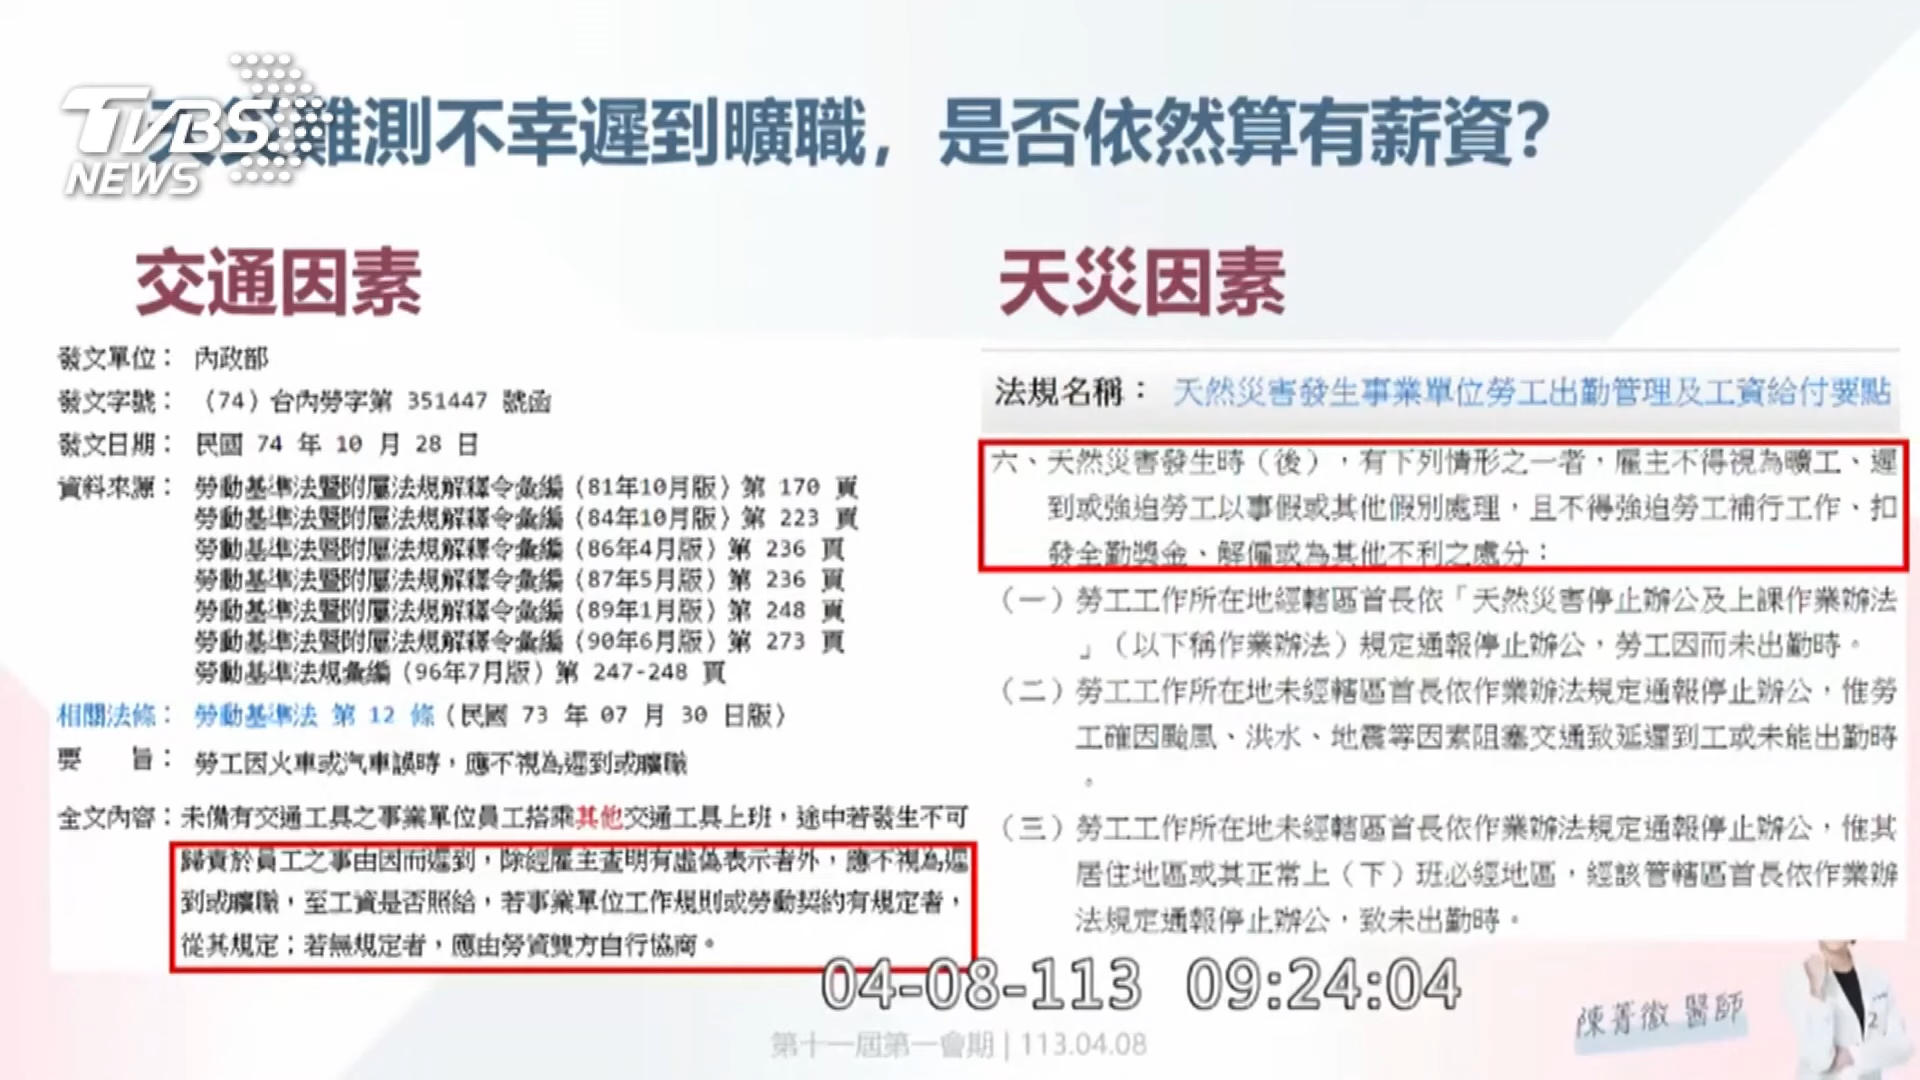 TVBS
NEWS
難測不幸遲到曠職，是否依然算有薪資？
交通因素
發文單位： 內政部
發文字號： （74）台內勞字第 351447 號函
發文日期： 民國 74 年 10 月 28 日
資料來源： 勞動基準法暨附屬法規解釋令彙編（81年10月版）第 170 頁
勞動基準法暨附屬法規解釋令彙編（84年10月版）第 223 頁
勞動基準法暨附屬法規解釋令彙編（86年4月版）第 236 頁
勞動基準法暨附屬法規解釋令彙編（87年5月版）第 236 頁
勞動基準法暨附屬法規解釋令彙編（89年1月版）第 248 頁
勞動基準法暨附屬法規解釋令彙編（90年6月版）第 273 頁
勞動基準法規彙編（96年7月版）第 247-248 頁
相關法條： 勞動基準法 第 12 條（民國 73 年 07 月 30 日版）
要 旨： 勞工因火車或汽車誤時，應不視為遲到或曠職
全文內容：未備有交通工具之事業單位員工搭乘其他交通工具上班，途中若發生不可
歸責於員工之事由因而遲到，除經雇主查明有虛偽表示者外，應不視為遲
到或曠職，至工資是否照給，若事業單位工作規則或勞動契約有規定者，
從其規定；若無規定者，應由勞資雙方自行協商。
天災因素
法規名稱： 天然災害發生事業單位勞工出勤管理及工資給付要點
六、天然災害發生時（後），有下列情形之一者，雇主不得視為曠工、遲
到或強迫勞工以事假或其他假別處理，且不得強迫勞工補行工作、扣
發全勤獎金、解僱或為其他不利之處分：
（一）勞工工作所在地經轄區首長依「天然災害停止辦公及上課作業辦法
」（以下稱作業辦法）規定通報停止辦公，勞工因而未出勤時。
（二）勞工工作所在地未經轄區首長依作業辦法規定通報停止辦公，惟勞
工確因颱風、洪水、地震等因素阻塞交通致延遲到工或未能出勤時
。
（三）勞工工作所在地未經轄區首長依作業辦法規定通報停止辦公，惟其
居住地區或其正常上（下）班必經地區，經該管轄區首長依作業辦
法規定通報停止辦公，致未出勤時。
04-08-113 09:24:04
第十一屆第一會期 | 113.04.08
陳菁徽 醫師